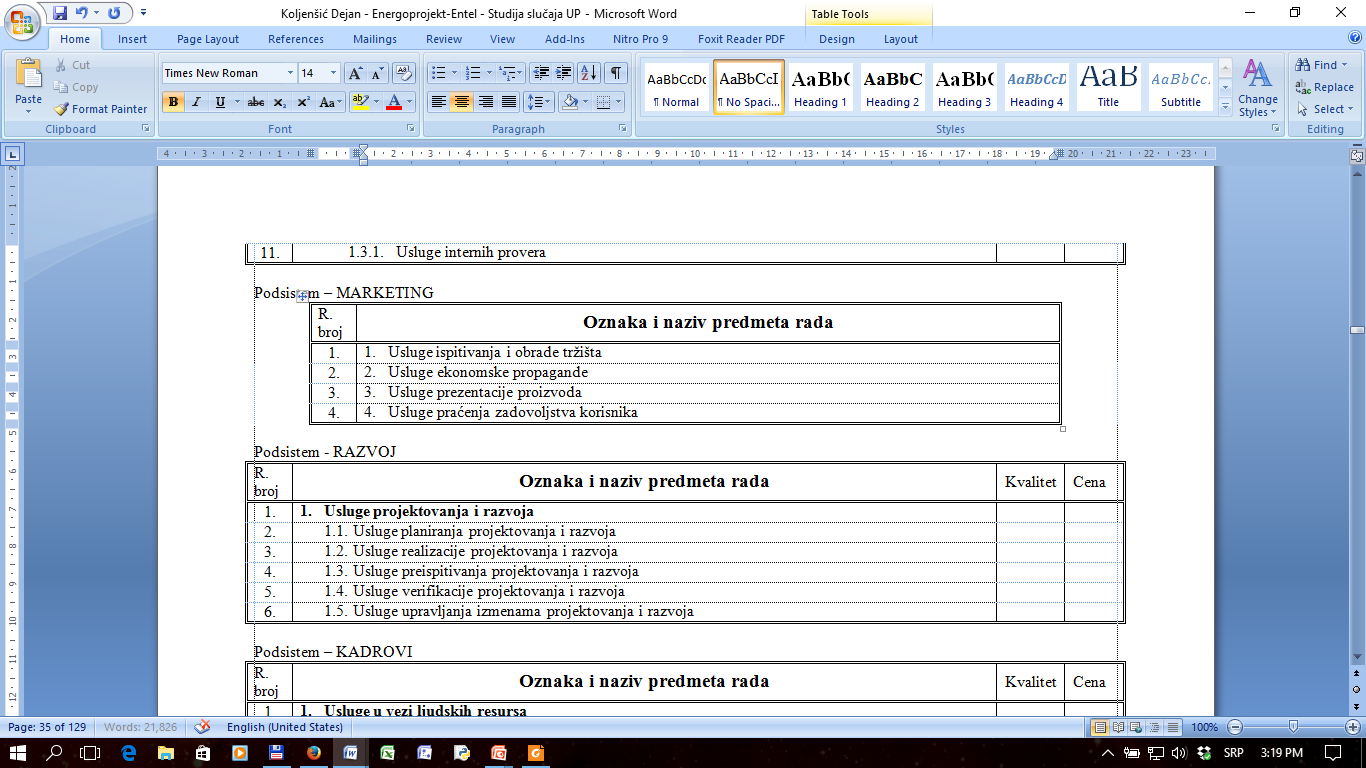 Koljenšić Dejan - Energoprojekt-Entel - Studija slučaja UP - Microsoft Word
Table Tools
Home Insert Page Layout References Mailings Review View Add-Ins Nitro Pro 9 Foxit Reader PDF Design Layout
Paste
Cut
Copy
Format Painter
Clipboard
Times New Roman 14
Font
Paragraph
AaBbCcDc AaBbCcI AaBb( AaBbC AaBb( AaBbCcD AaB AaBbCc.
¶ Normal ¶ No Spaci... Heading 1 Heading 2 Heading 3 Heading 4 Title Subtitle
Change Styles
Styles
Find
Replace
Select
Editing
11. 1.3.1. Usluge internih provera
Podsistem – MARKETING
R. broj Oznaka i naziv predmeta rada
1. 1. Usluge ispitivanja i obrade tržišta
2. 2. Usluge ekonomske propagande
3. 3. Usluge prezentacije proizvoda
4. 4. Usluge praćenja zadovoljstva korisnika
Podsistem - RAZVOJ
R. broj Oznaka i naziv predmeta rada Kvalitet Cena
1. 1. Usluge projektovanja i razvoja
2. 1.1. Usluge planiranja projektovanja i razvoja
3. 1.2. Usluge realizacije projektovanja i razvoja
4. 1.3. Usluge preispitivanja projektovanja i razvoja
5. 1.4. Usluge verifikacije projektovanja i razvoja
6. 1.5. Usluge upravljanja izmenama projektovanja i razvoja
Podsistem – KADROVI
R. broj Oznaka i naziv predmeta rada Kvalitet Cena
1 1. Usluge u vezi ljudskih resursa
Page: 35 of 129 Words: 21,826 English (United States) 100%
SRP 3:19 PM